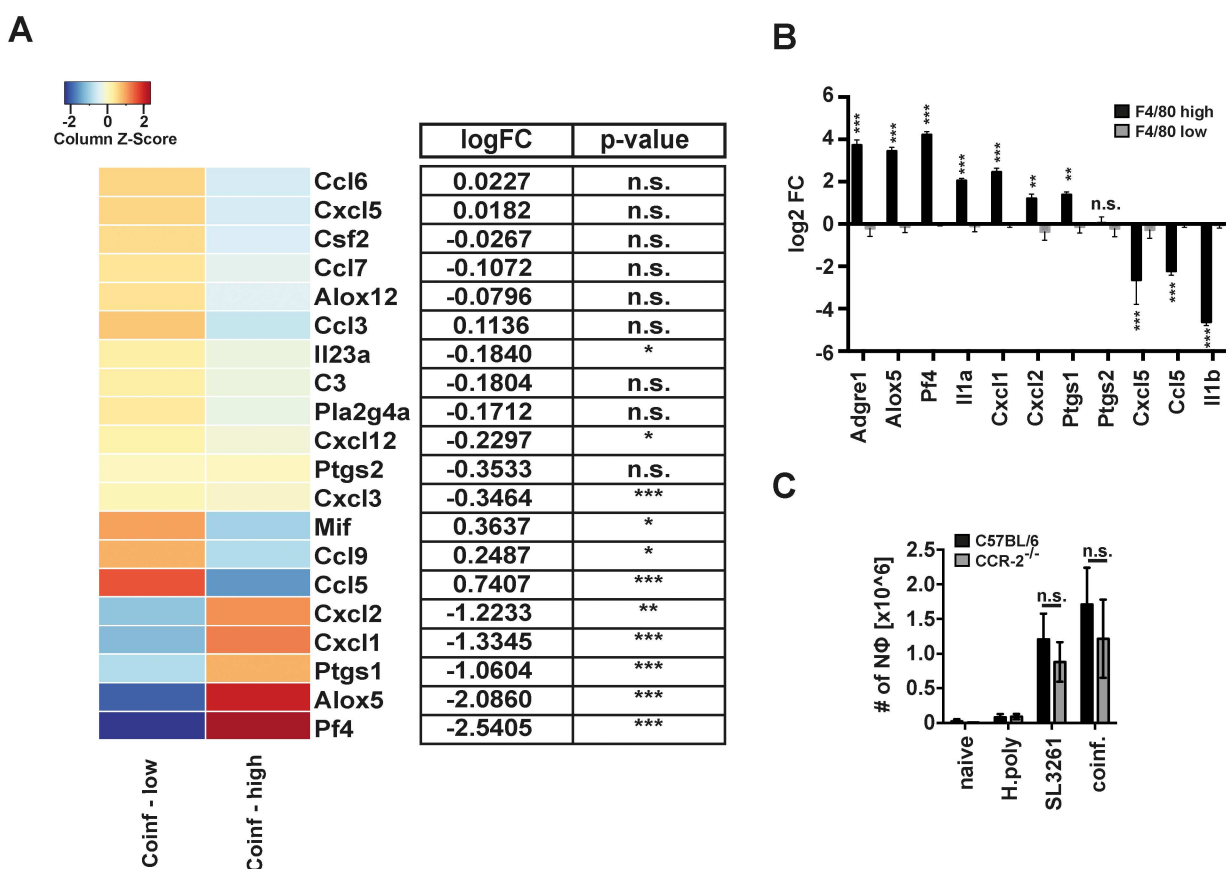 A
-2 0 2
Column Z-Score
logFC p-value
Ccl6 0.0227 n.s.
Cxcl5 0.0182 n.s.
Csf2 -0.0267 n.s.
Ccl7 -0.1072 n.s.
Alox12 -0.0796 n.s.
Ccl3 0.1136 n.s.
Il23a -0.1840 *
C3 -0.1804 n.s.
Pla2g4a -0.1712 n.s.
Cxcl12 -0.2297 *
Ptgs2 -0.3533 n.s.
Cxcl3 -0.3464 ***
Mif 0.3637 *
Ccl9 0.2487 *
Ccl5 0.7407 ***
Cxcl2 -1.2233 **
Cxcl1 -1.3345 ***
Ptgs1 -1.0604 ***
Alox5 -2.0860 ***
Pf4 -2.5405 ***
Coinf - low
Coinf - high
B
F4/80 high
F4/80 low
log2 FC
6
4
2
0
-2
-4
-6
*** *** *** *** *** ** ** n.s. *** *** ***
Adgre1
Alox5
Pf4
Il1a
Cxcl1
Cxcl2
Ptgs1
Ptgs2
Cxcl5
Ccl5
Il1b
C
C57BL/6
CCR-2-/-
# of NΦ [x10^6]
2.5
2.0
1.5
1.0
0.5
0
n.s.
n.s.
naive
H.poly
SL3261
coinf.